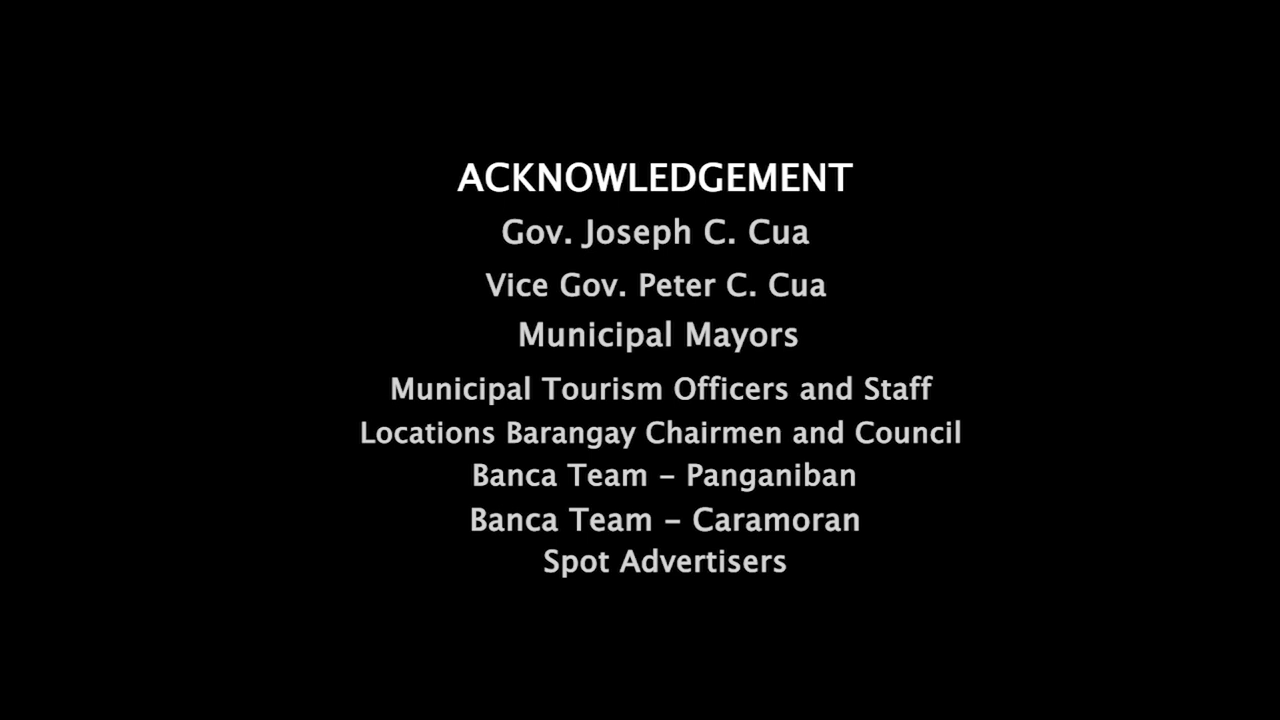 ACKNOWLEDGEMENT
Gov. Joseph C. Cua
Vice Gov. Peter C. Cua
Municipal Mayors
Municipal Tourism Officers and Staff
Locations Barangay Chairmen and Council
Banca Team - Panganiban
Banca Team - Caramoran
Spot Advertisers